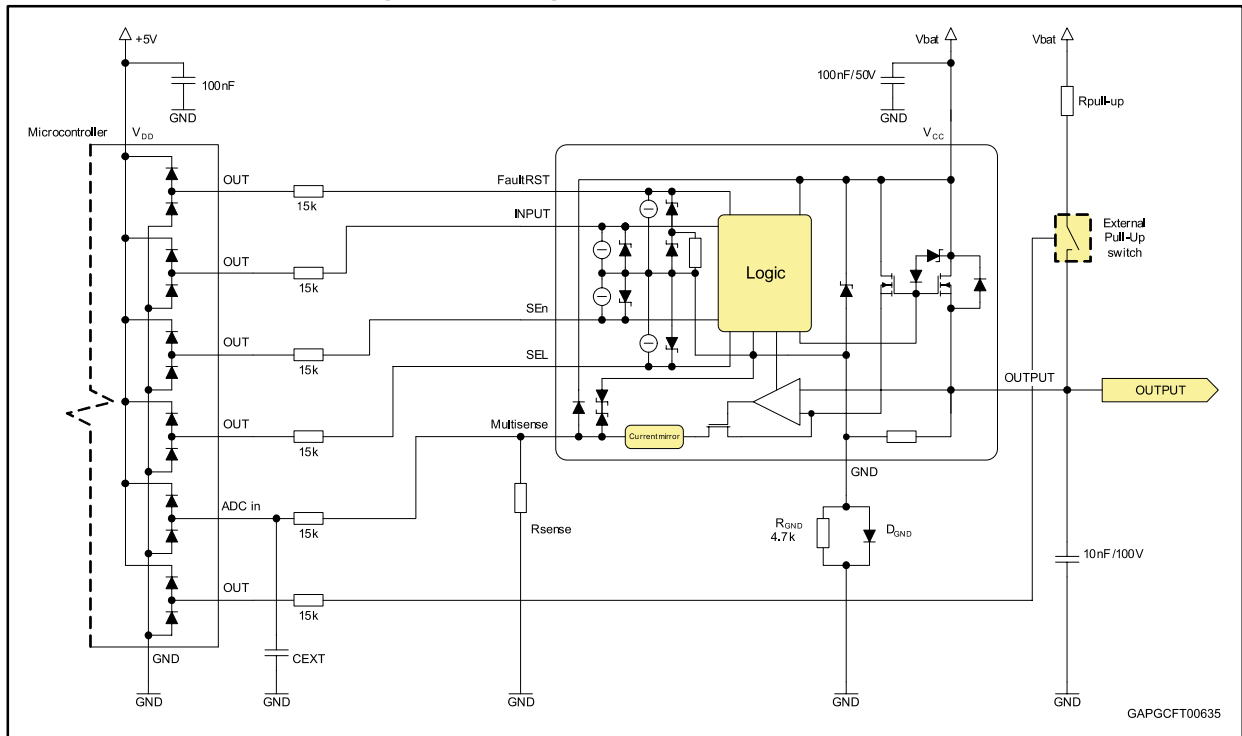 +5V
Vbat
Vbat
100nF
100nF/50V
Rpull-up
GND
GND
Microcontroller
VDD
VCC
OUT
15k
FaultRST
INPUT
OUT
15k
Logic
External
Pull-Up
switch
SEn
OUT
15k
SEL
OUTPUT
OUTPUT
OUT
15k
Multisense
Current mirror
GND
ADC in
15k
Rsense
RGND
4.7k
DGND
10nF/100V
OUT
15k
GND
CEXT
GND
GND
GND
GND
GND
GAPGCFT00635